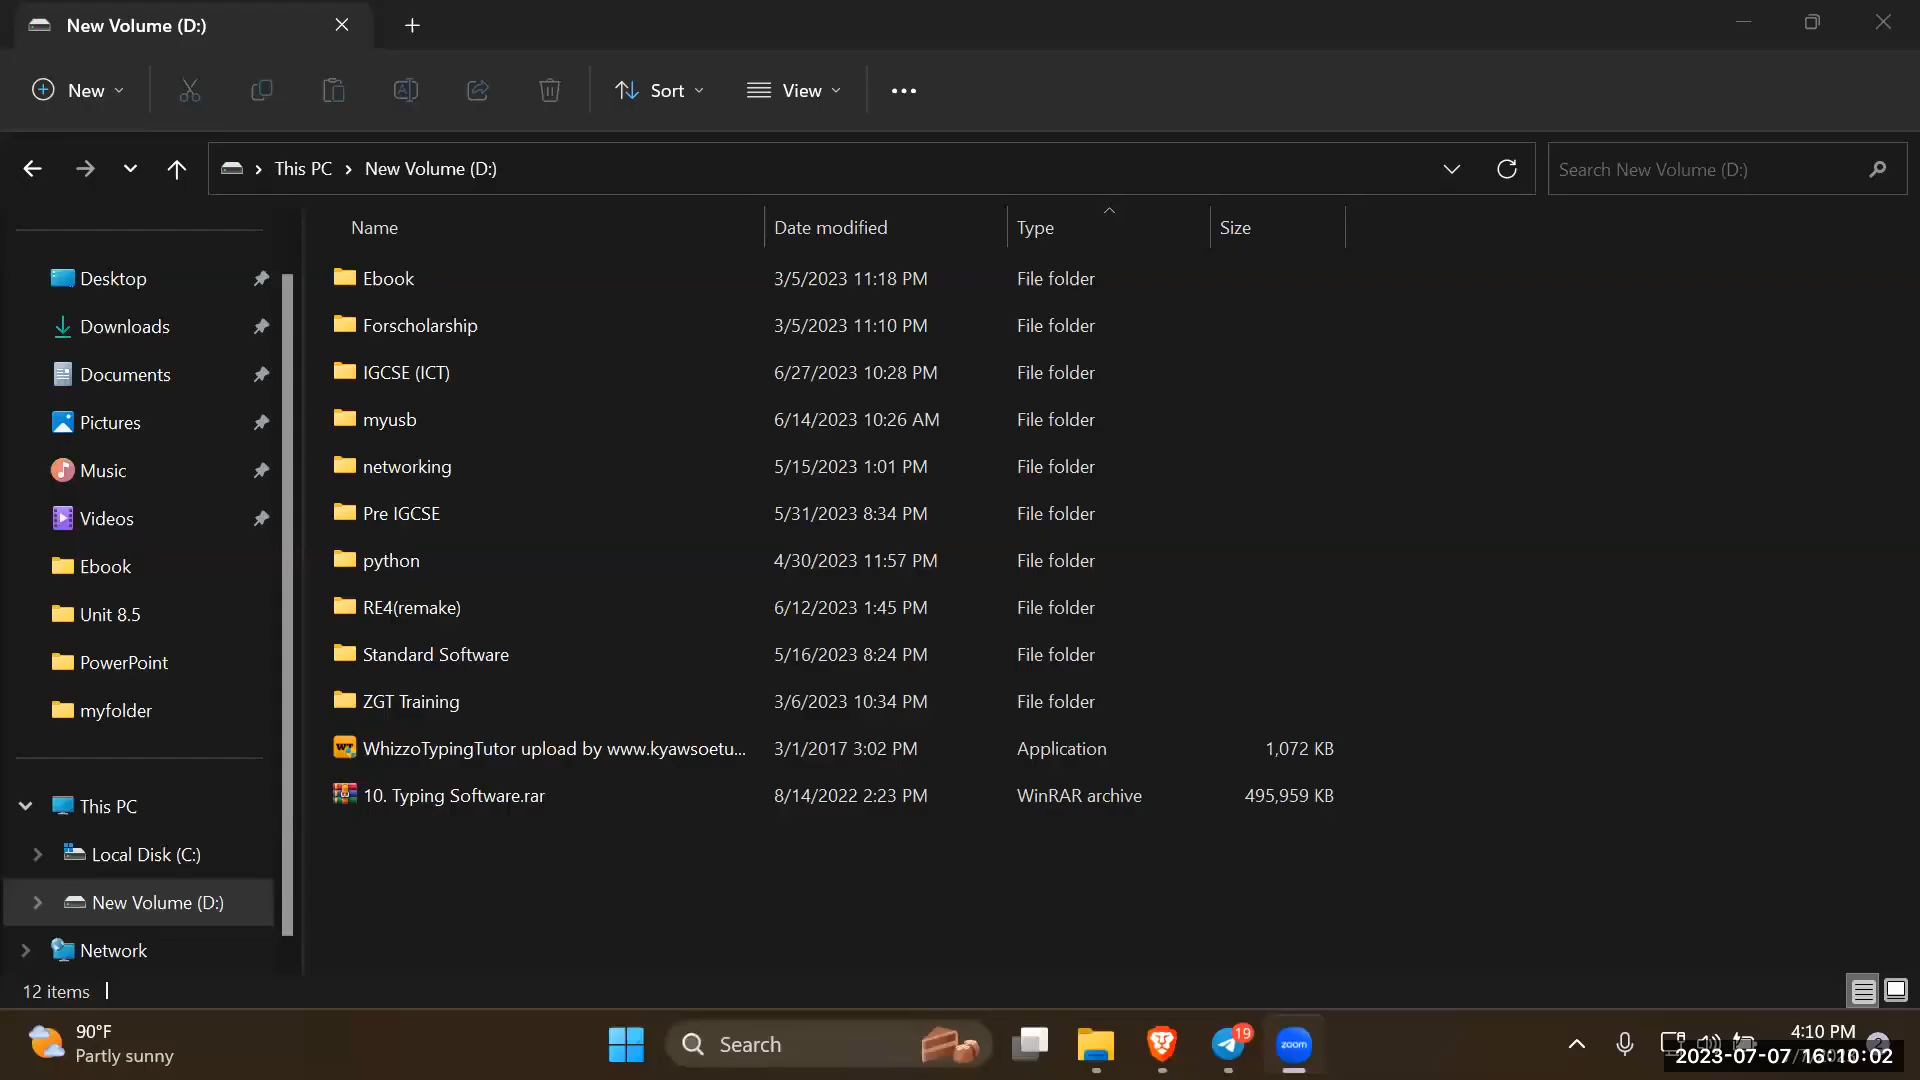 New Volume (D:)
New
Sort
View
This PC
New Volume (D:)
Search New Volume (D:)
Name Date modified Type Size
Desktop
Downloads
Documents
Pictures
Music
Videos
Ebook
Unit 8.5
PowerPoint
myfolder
This PC
Local Disk (C:)
New Volume (D:)
Network
Ebook 3/5/2023 11:18 PM File folder
Forscholarship 3/5/2023 11:10 PM File folder
IGCSE (ICT) 6/27/2023 10:28 PM File folder
myusb 6/14/2023 10:26 AM File folder
networking 5/15/2023 1:01 PM File folder
Pre IGCSE 5/31/2023 8:34 PM File folder
python 4/30/2023 11:57 PM File folder
RE4(remake) 6/12/2023 1:45 PM File folder
Standard Software 5/16/2023 8:24 PM File folder
ZGT Training 3/6/2023 10:34 PM File folder
WT
WhizzoTypingTutor upload by www.kyawsoetu... 3/1/2017 3:02 PM Application 1,072 KB
10. Typing Software.rar 8/14/2022 2:23 PM WinRAR archive 495,959 KB
12 items
90°F
Partly sunny
Search
19
zoom
4:10 PM
2
2023-07-07 16:10:02